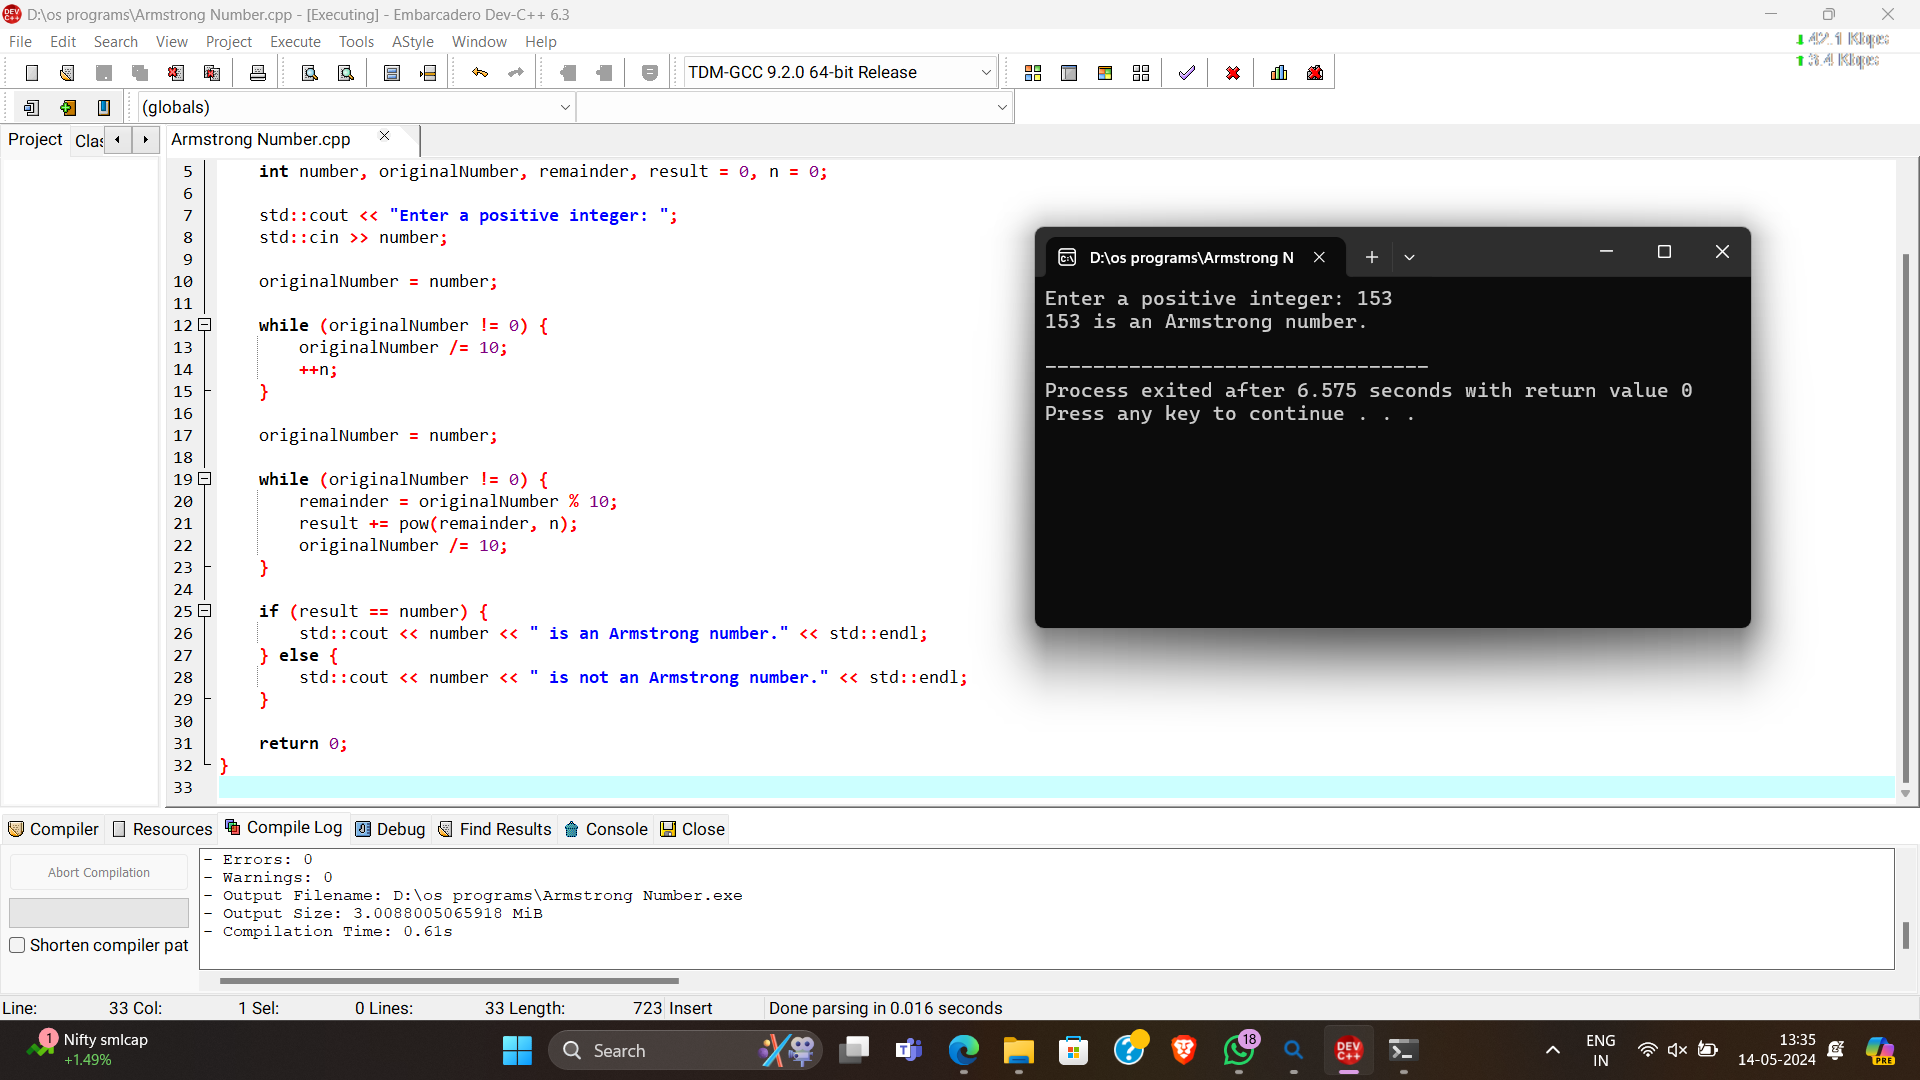 D:\os programs\Armstrong Number.cpp - [Executing] - Embarcadero Dev-C++ 6.3
File Edit Search View Project Execute Tools AStyle Window Help
42.1 Kbps
3.4 Kbps
TDM-GCC 9.2.0 64-bit Release
(globals)
Project Clas
Armstrong Number.cpp
5 int number, originalNumber, remainder, result = 0, n = 0;
6
7 std::cout << "Enter a positive integer: ";
8 std::cin >> number;
9
10 originalNumber = number;
11
12 while (originalNumber != 0) {
13 originalNumber /= 10;
14 ++n;
15 }
16
17 originalNumber = number;
18
19 while (originalNumber != 0) {
20 remainder = originalNumber % 10;
21 result += pow(remainder, n);
22 originalNumber /= 10;
23 }
24
25 if (result == number) {
26 std::cout << number << " is an Armstrong number." << std::endl;
27 } else {
28 std::cout << number << " is not an Armstrong number." << std::endl;
29 }
30
31 return 0;
32 }
33
D:\os programs\Armstrong N
Enter a positive integer: 153
153 is an Armstrong number.
--------------------------------
Process exited after 6.575 seconds with return value 0
Press any key to continue . . .
Compiler Resources Compile Log Debug Find Results Console Close
Abort Compilation
Shorten compiler pat
- Errors: 0
- Warnings: 0
- Output Filename: D:\os programs\Armstrong Number.exe
- Output Size: 3.0088005065918 MiB
- Compilation Time: 0.61s
Line: 33 Col: 1 Sel: 0 Lines: 33 Length: 723 Insert Done parsing in 0.016 seconds
1
Nifty smlcap
+1.49%
Search
18
DEV C++
ENG
IN
13:35
14-05-2024
PRE